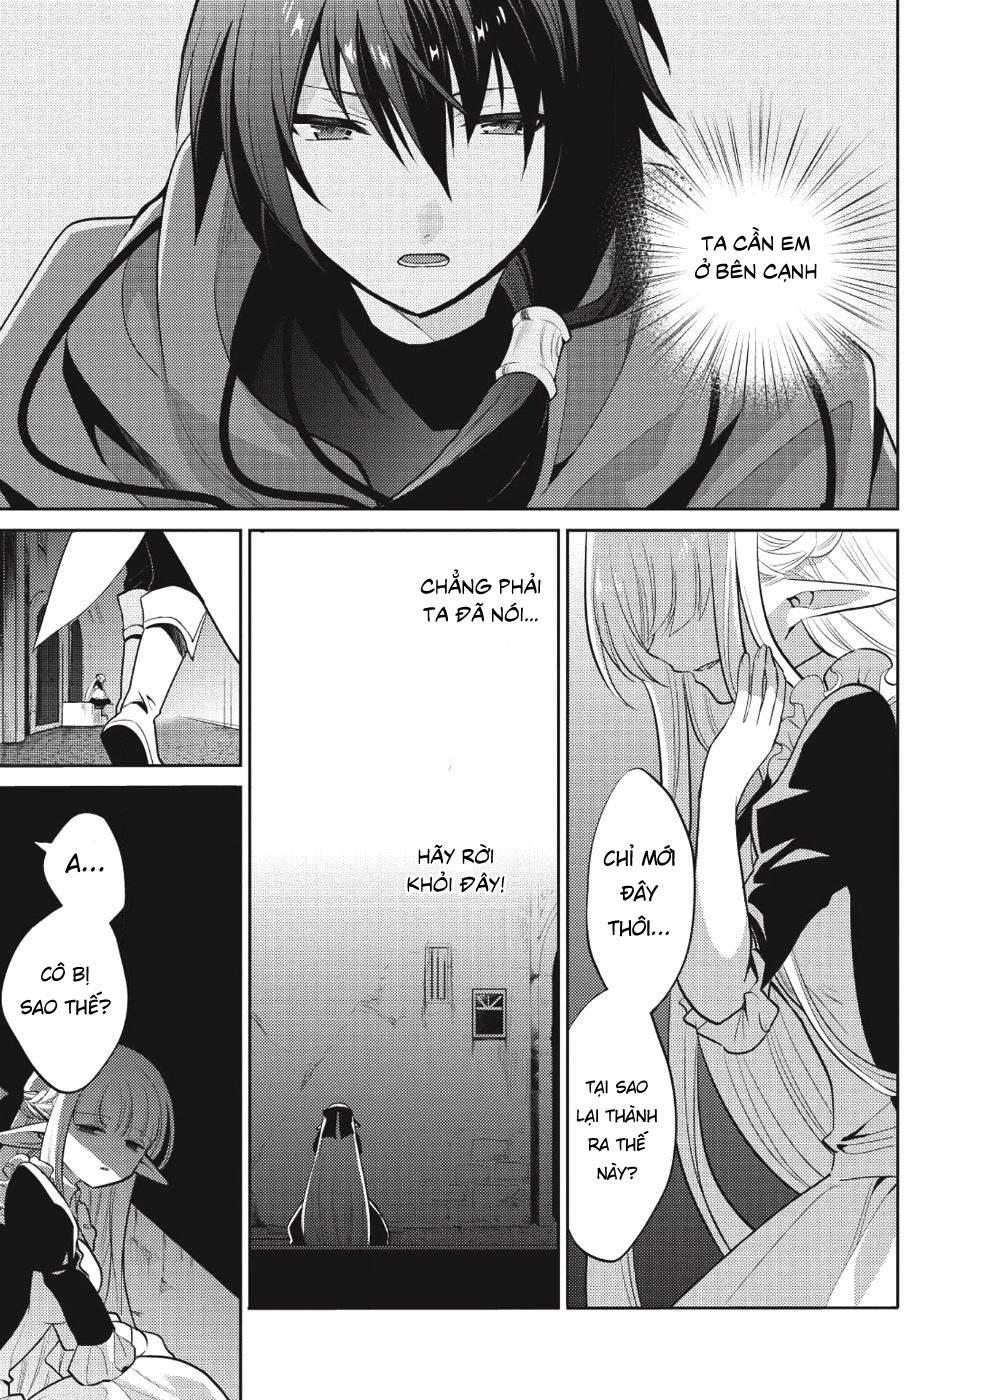 TA CẦN EM
Ở BÊN CẠNH
CHỈ MỚI
ĐÂY
THÔI...
TẠI SAO
LẠI THÀNH
RA THẾ
NÀY?
CHẲNG PHẢI
TA ĐÃ NÓI...
HÃY RỜI
KHỎI ĐÂY!
A...
CÔ BỊ
SAO THẾ?